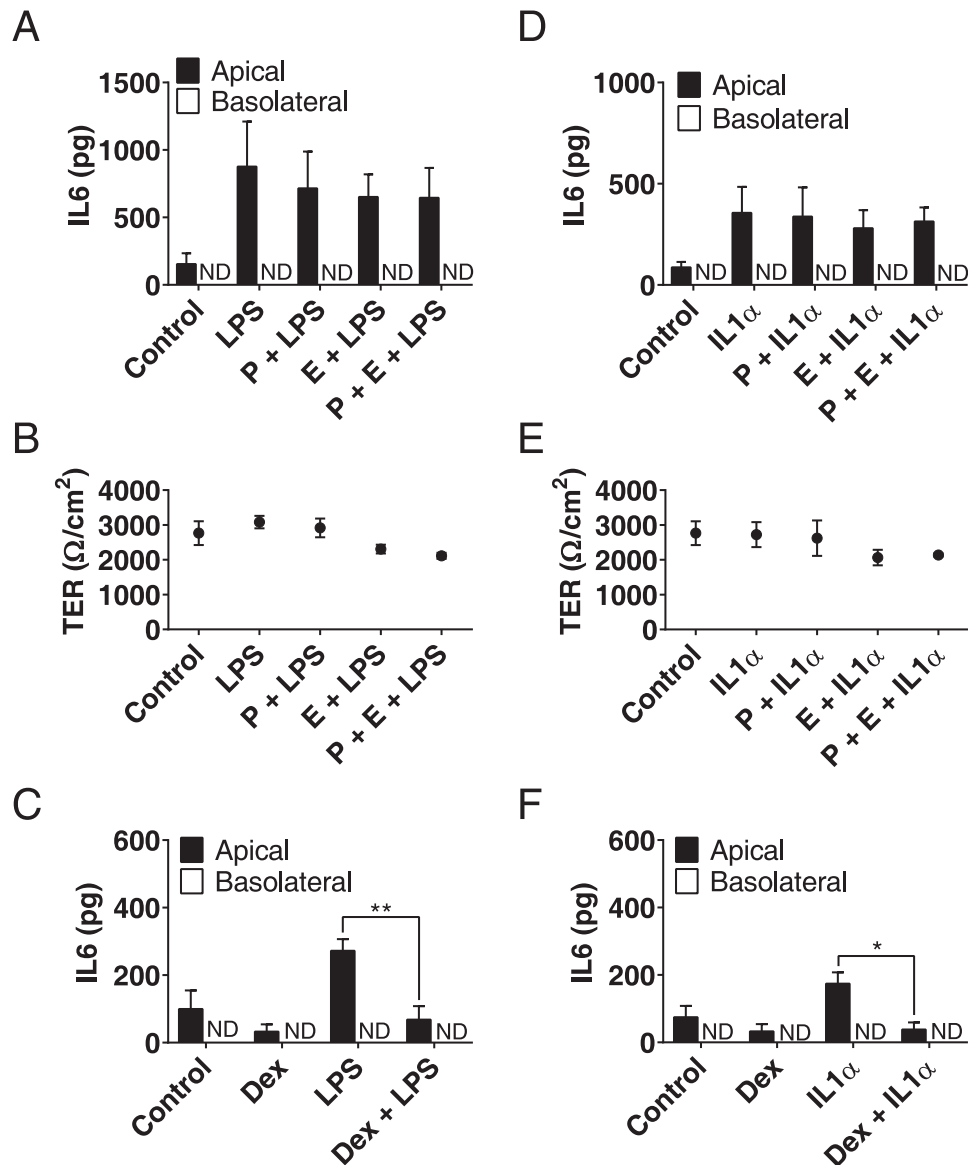 A
Apical
Basolateral
1500
1000
500
0
IL6 (pg)
ND ND ND ND ND
Control
LPS
P + LPS
E + LPS
P + E + LPS
D
Apical
Basolateral
1000
500
0
IL6 (pg)
ND ND ND ND ND
Control
IL1α
P + IL1α
E + IL1α
P + E + IL1α
B
4000
3000
2000
1000
0
TER (Ω/cm²)
Control
LPS
P + LPS
E + LPS
P + E + LPS
E
4000
3000
2000
1000
0
TER (Ω/cm²)
Control
IL1α
P + IL1α
E + IL1α
P + E + IL1α
C
Apical
Basolateral
600
400
200
0
IL6 (pg)
**
ND ND ND ND
Control
Dex
LPS
Dex + LPS
F
Apical
Basolateral
600
400
200
0
IL6 (pg)
*
ND ND ND ND
Control
Dex
IL1α
Dex + IL1α